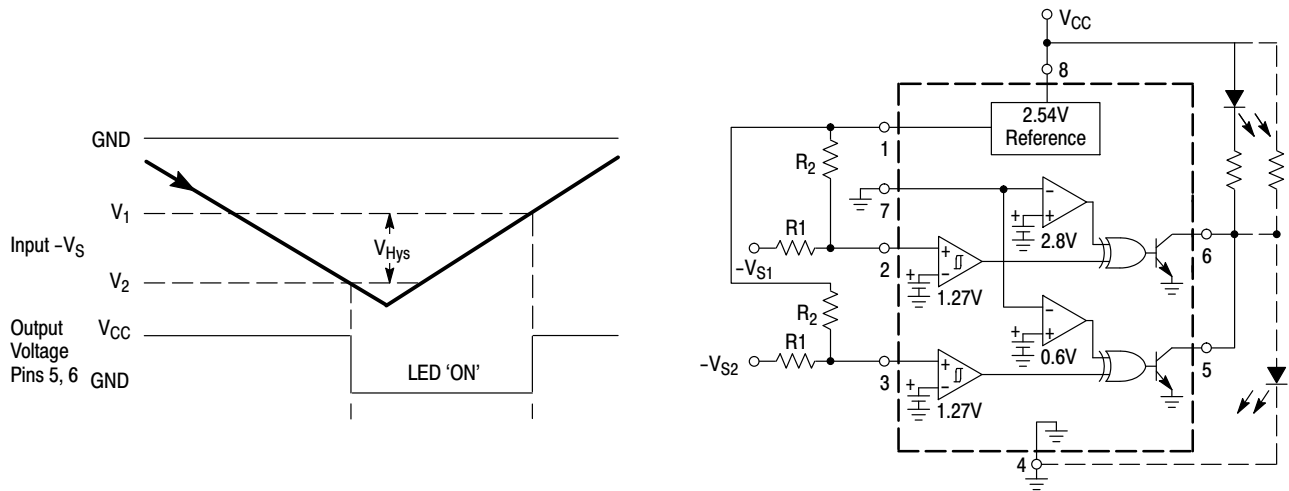 GND
V1
Input –VS
VHys
V2
Output
Voltage
Pins 5, 6
VCC
GND
LED ‘ON’
VCC
8
2.54V
Reference
1
R2
7
2.8V
6
R1
–VS1
2
1.27V
R2
0.6V
R1
–VS2
3
1.27V
5
4
+
–
+
–
+
+
–
+
–
+
+
–
+